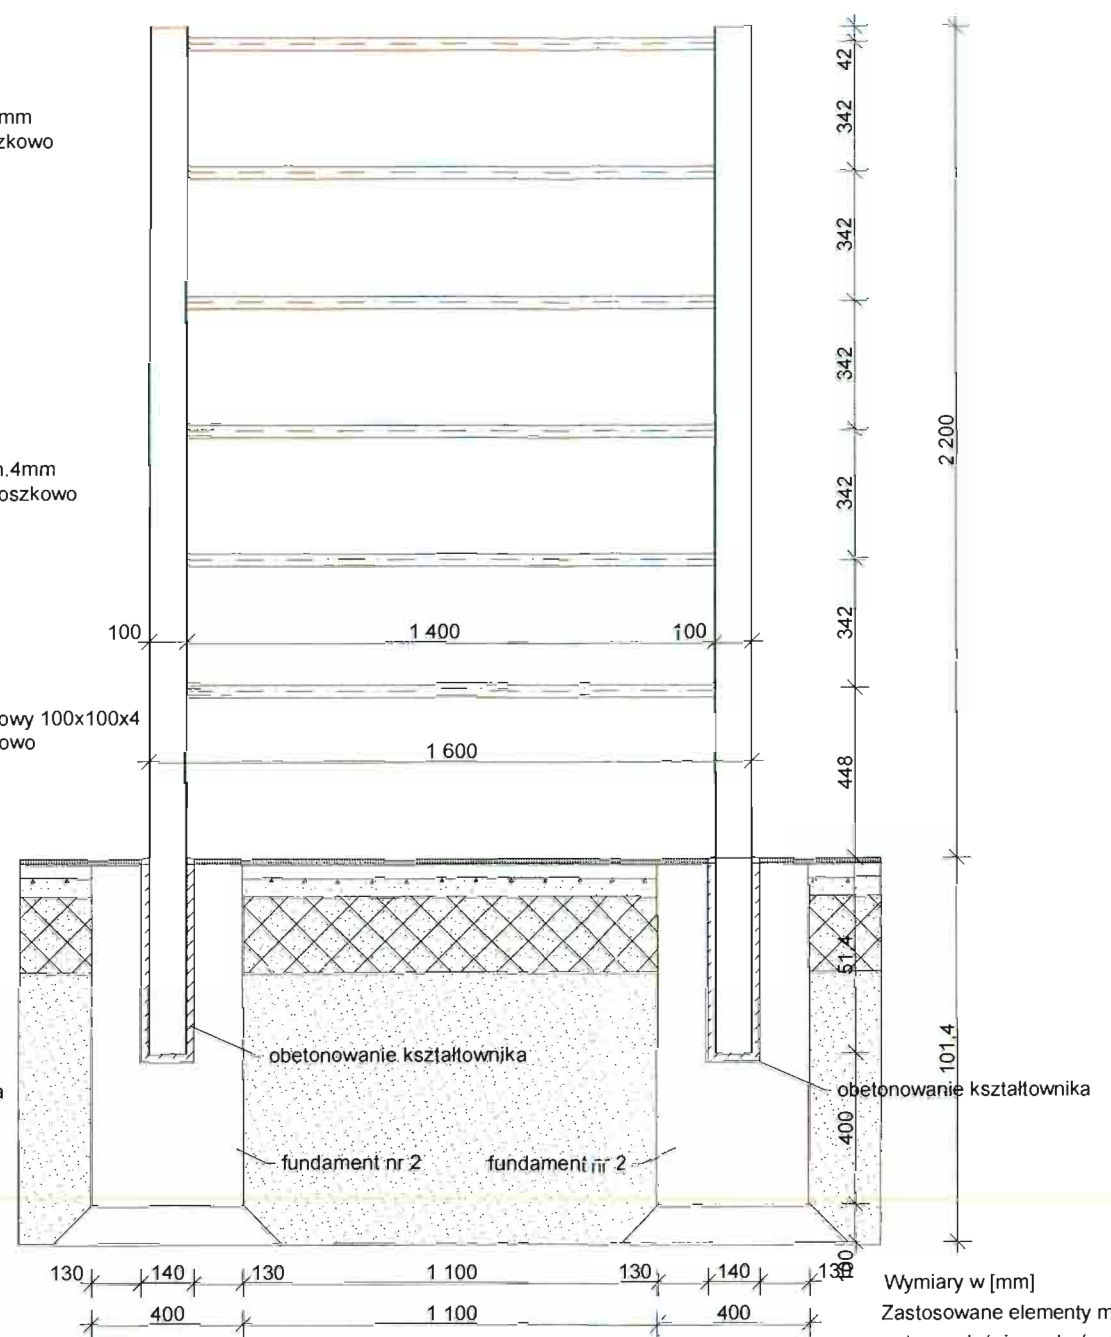 mm
zkowo
42
342
342
342
342
342
448
2 200
n.4mm
oszkowo
100
1 400
100
owy 100x100x4
owo
1 600
51,4
101,4
obetonowanie kształtownika
a
obetonowanie kształtownika
400
fundament nr 2
fundament nr 2
100
130
140
130
1 100
130
140
130
400
1 100
400
Wymiary w [mm]
Zastosowane elementy m